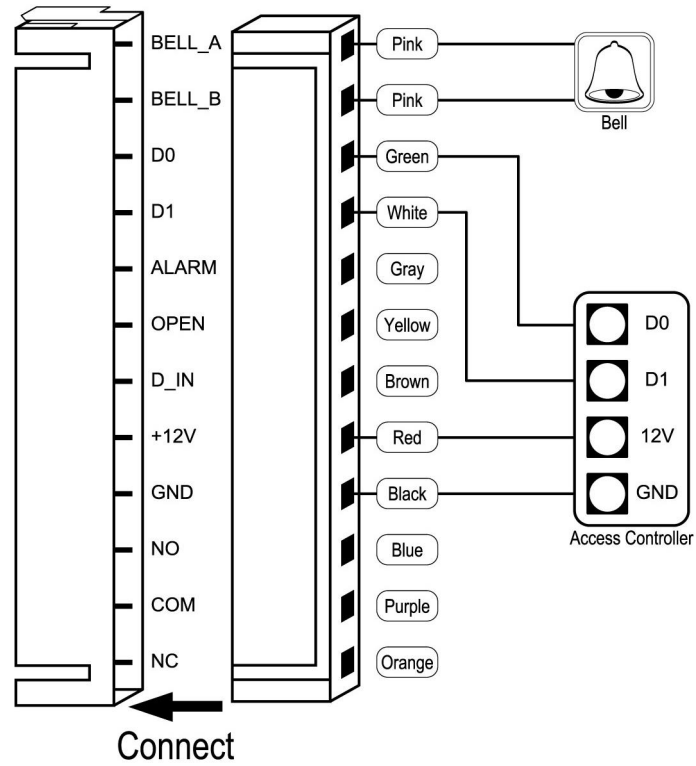 BELL_A
Pink
BELL_B
Pink
Bell
D0
Green
D1
White
ALARM
Gray
OPEN
Yellow
D0
D_IN
Brown
D1
+12V
Red
12V
GND
Black
GND
Access Controller
NO
Blue
COM
Purple
NC
Orange
Connect